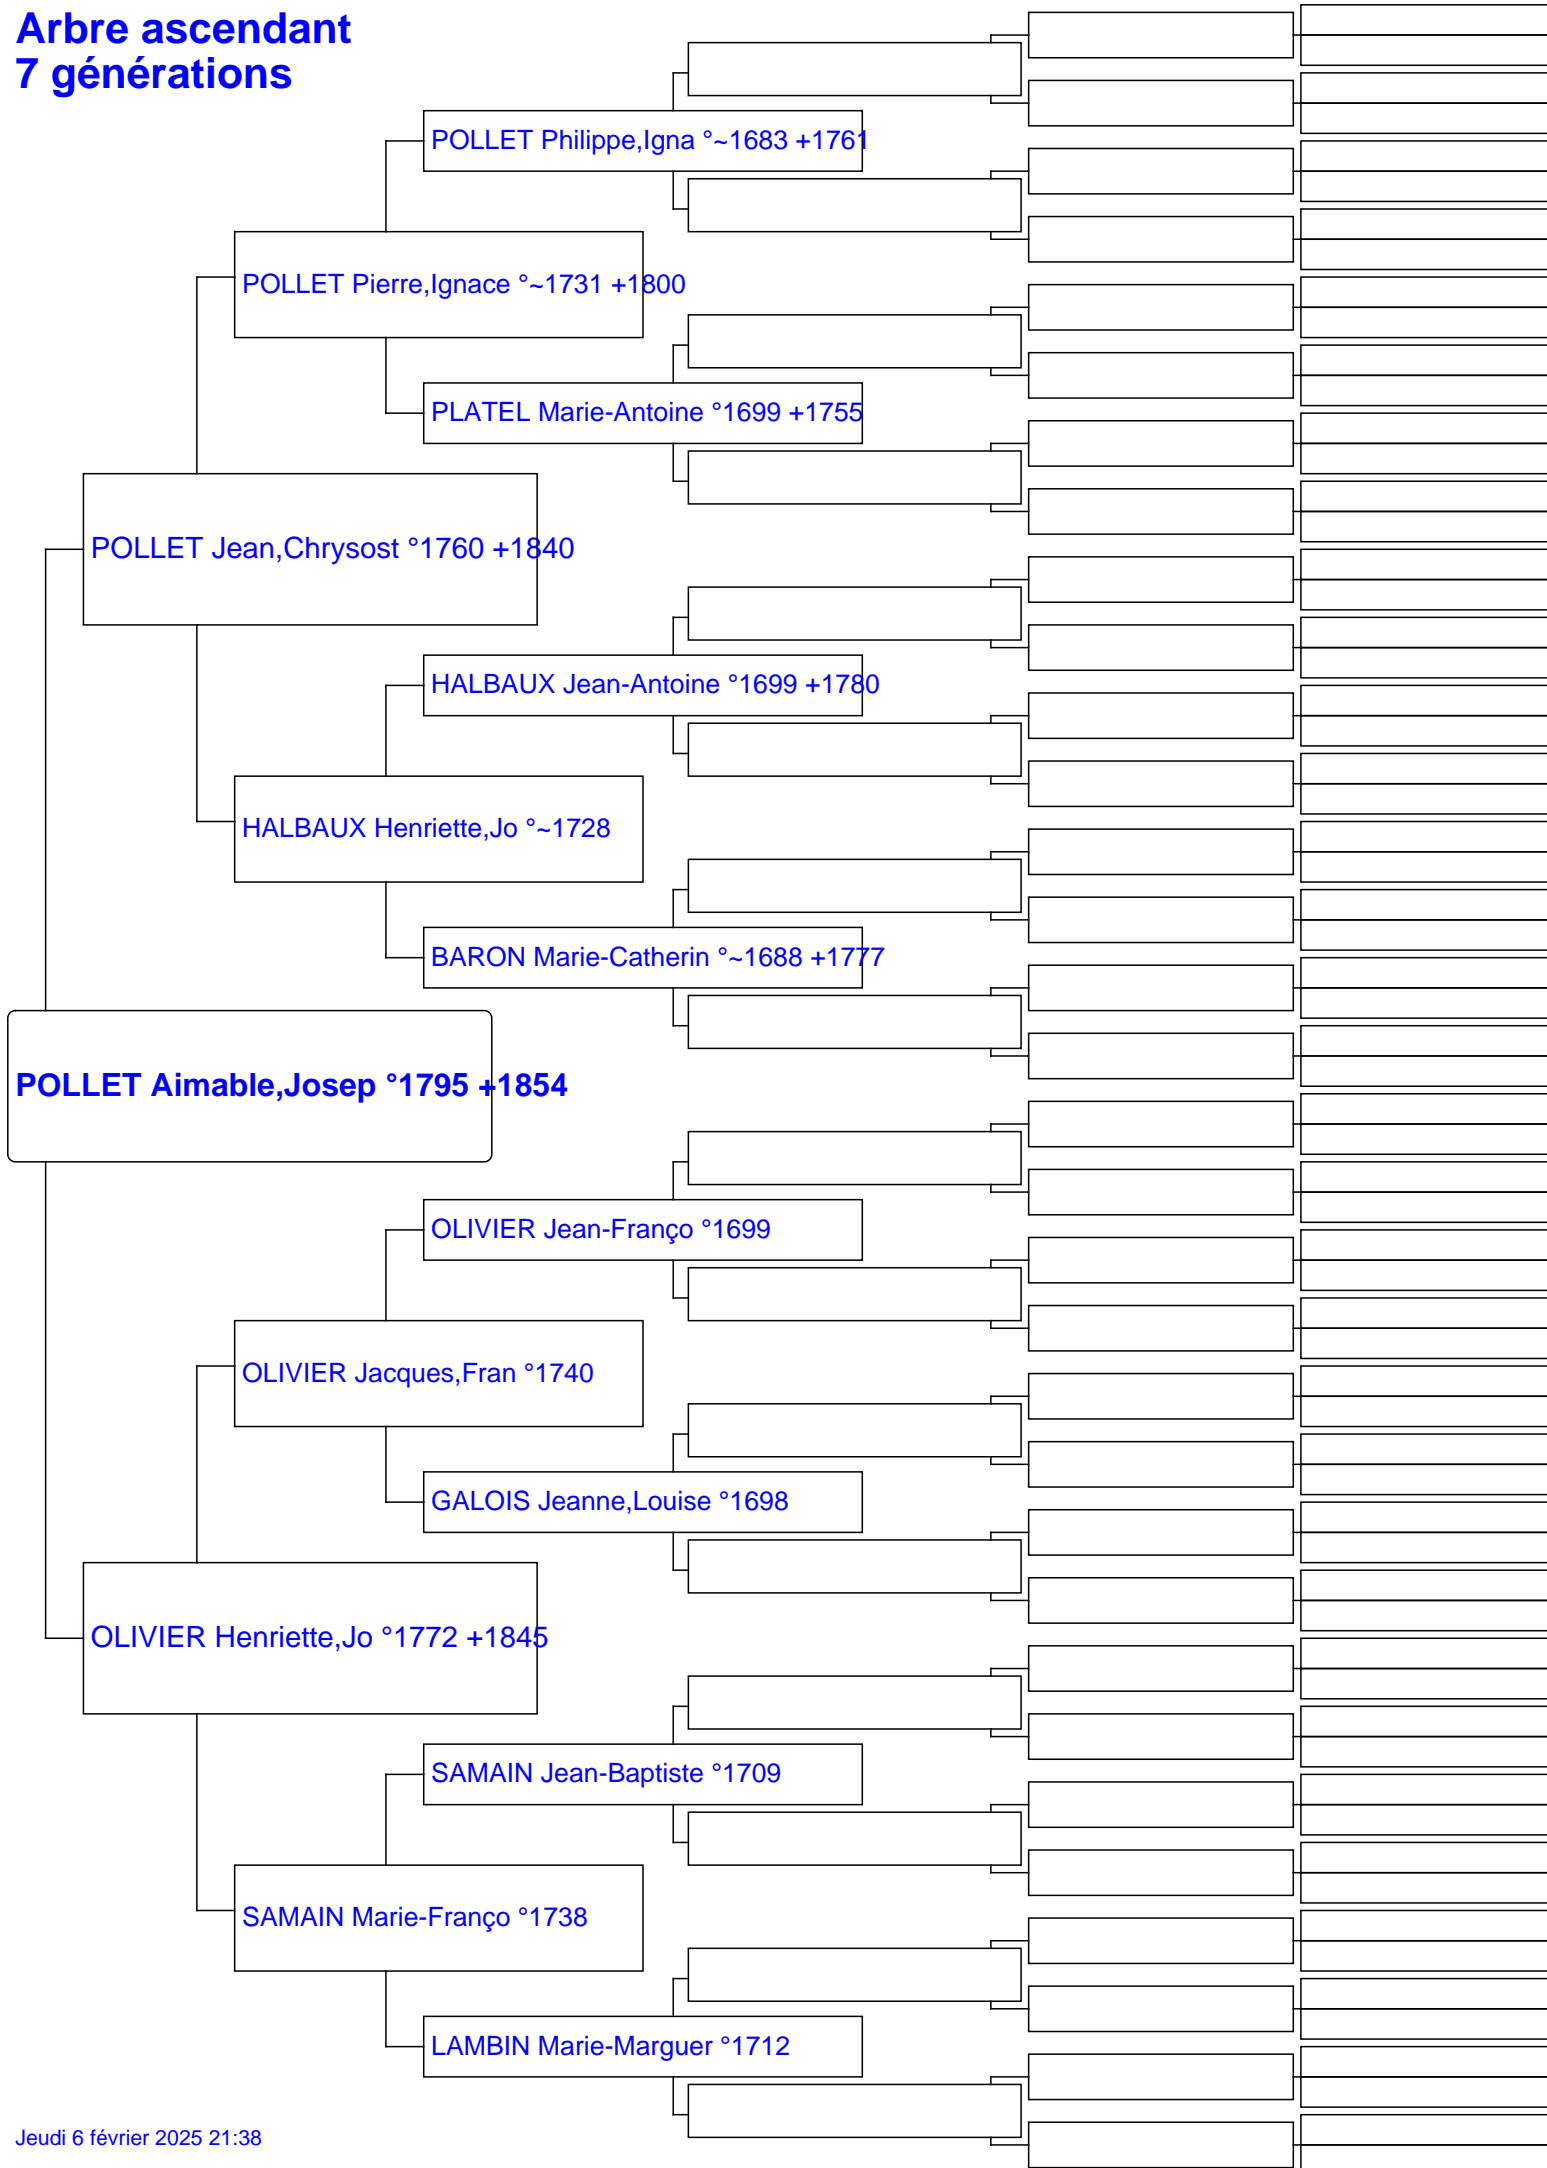 Arbre ascendant
7 générations
POLLET Philippe,Igna °~1683 +1761
POLLET Pierre,Ignace °~1731 +1800
PLATEL Marie-Antoine °1699 +1755
POLLET Jean,Chrysost °1760 +1840
HALBAUX Jean-Antoine °1699 +1780
HALBAUX Henriette,Jo °~1728
BARON Marie-Catherin °~1688 +1777
POLLET Aimable,Josep °1795 +1854
OLIVIER Jean-Franço °1699
OLIVIER Jacques,Fran °1740
GALOIS Jeanne,Louise °1698
OLIVIER Henriette,Jo °1772 +1845
SAMAIN Jean-Baptiste °1709
SAMAIN Marie-Franço °1738
LAMBIN Marie-Marguer °1712
Jeudi 6 février 2025 21:38